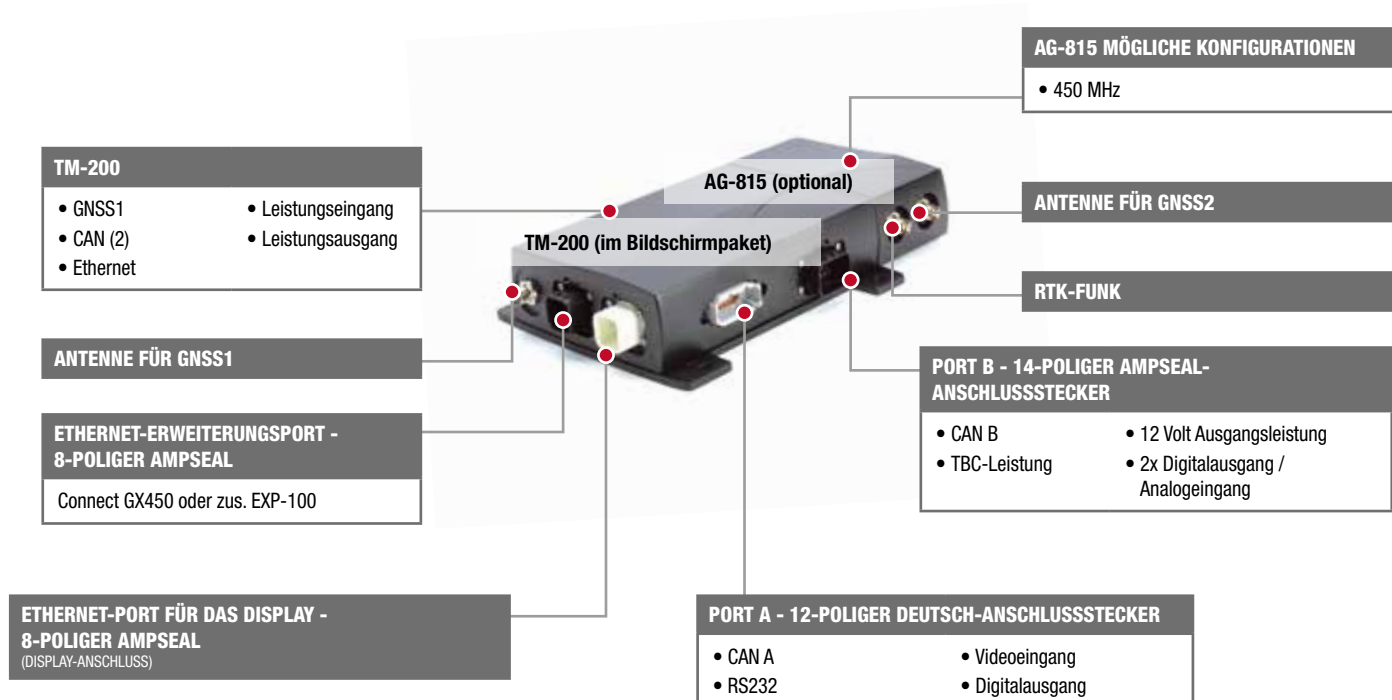 AG-815 MÖGLICHE KONFIGURATIONEN
• 450 MHz
TM-200
• GNSS1
• CAN (2)
• Ethernet
• Leistungseingang
• Leistungsausgang
AG-815 (optional)
TM-200 (im Bildschirmpaket)
ANTENNE FÜR GNSS2
RTK-FUNK
ANTENNE FÜR GNSS1
PORT B - 14-POLIGER AMPSEAL-
ANSCHLUSSSTECKER
• CAN B
• TBC-Leistung
• 12 Volt Ausgangsleistung
• 2x Digitalausgang /
Analogeingang
ETHERNET-ERWEITERUNGSPORT -
8-POLIGER AMPSEAL
Connect GX450 oder zus. EXP-100
ETHERNET-PORT FÜR DAS DISPLAY -
8-POLIGER AMPSEAL
(DISPLAY-ANSCHLUSS)
PORT A - 12-POLIGER DEUTSCH-ANSCHLUSSSTECKER
• CAN A
• RS232
• Videoeingang
• Digitalausgang